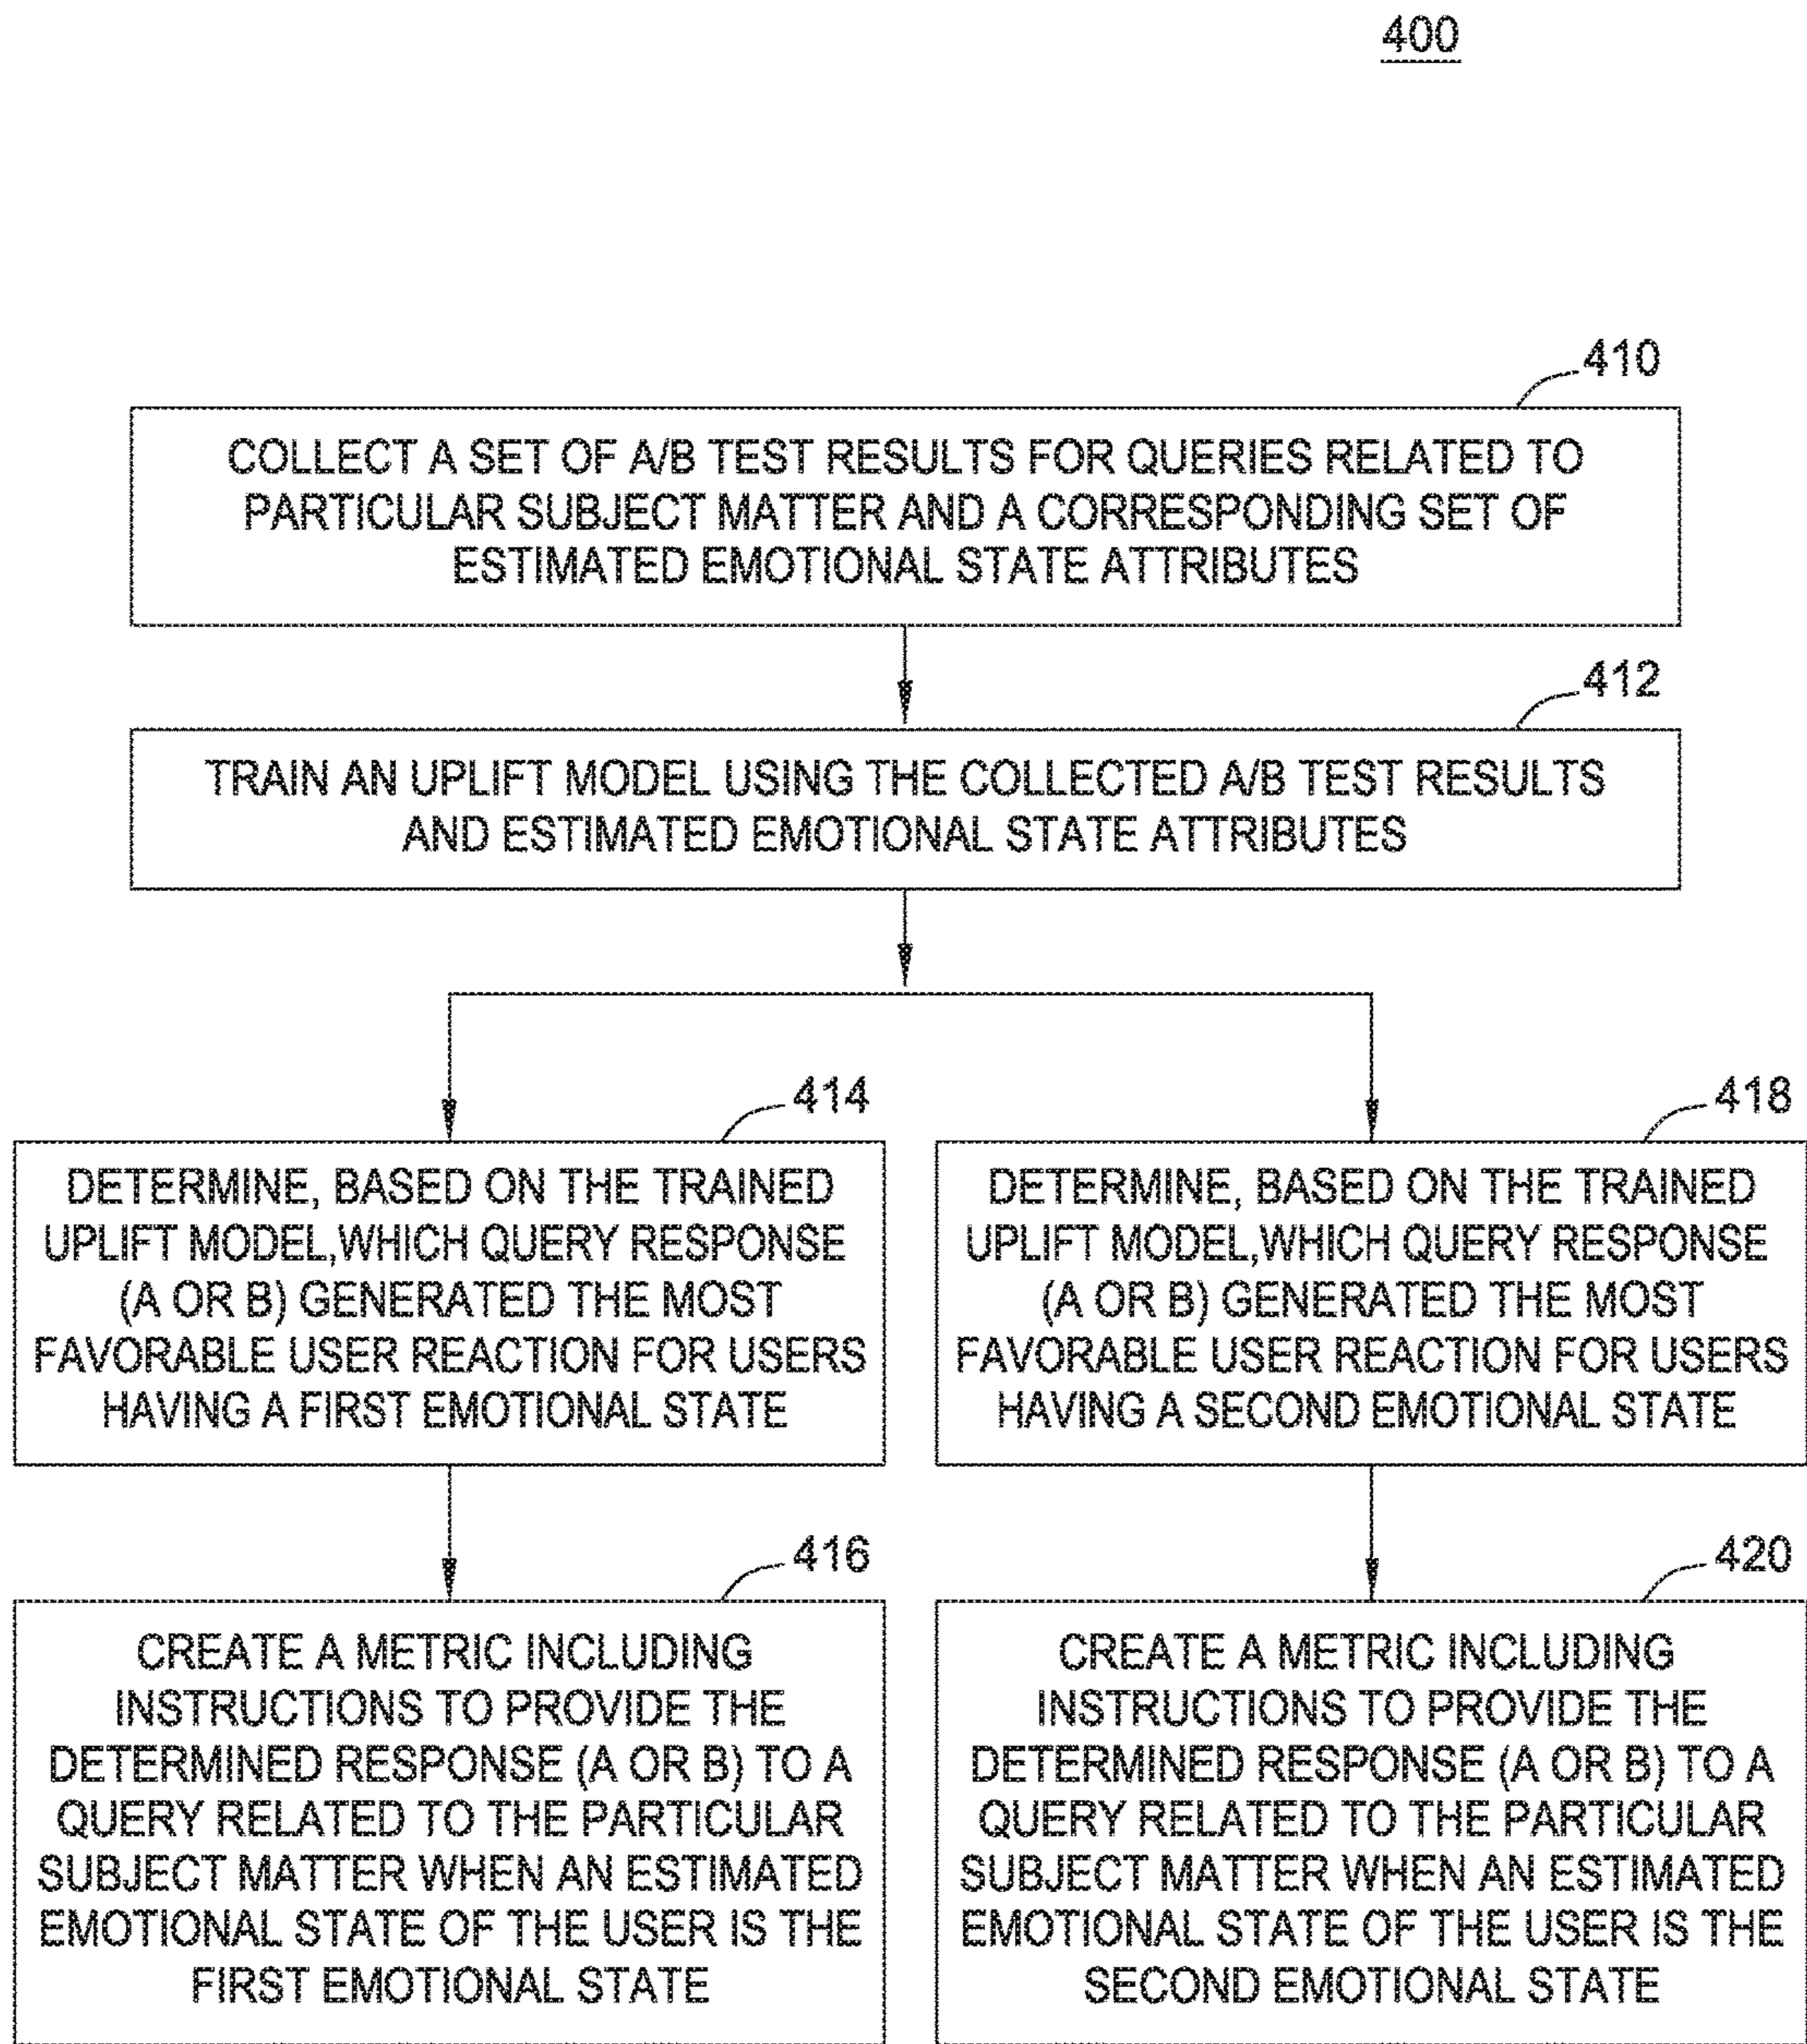 400
410
COLLECT A SET OF A/B TEST RESULTS FOR QUERIES RELATED TO
PARTICULAR SUBJECT MATTER AND A CORRESPONDING SET OF
ESTIMATED EMOTIONAL STATE ATTRIBUTES
412
TRAIN AN UPLIFT MODEL USING THE COLLECTED A/B TEST RESULTS
AND ESTIMATED EMOTIONAL STATE ATTRIBUTES
414
DETERMINE, BASED ON THE TRAINED
UPLIFT MODEL,WHICH QUERY RESPONSE
(A OR B) GENERATED THE MOST
FAVORABLE USER REACTION FOR USERS
HAVING A FIRST EMOTIONAL STATE
416
CREATE A METRIC INCLUDING
INSTRUCTIONS TO PROVIDE THE
DETERMINED RESPONSE (A OR B) TO A
QUERY RELATED TO THE PARTICULAR
SUBJECT MATTER WHEN AN ESTIMATED
EMOTIONAL STATE OF THE USER IS THE
FIRST EMOTIONAL STATE
418
DETERMINE, BASED ON THE TRAINED
UPLIFT MODEL,WHICH QUERY RESPONSE
(A OR B) GENERATED THE MOST
FAVORABLE USER REACTION FOR USERS
HAVING A SECOND EMOTIONAL STATE
420
CREATE A METRIC INCLUDING
INSTRUCTIONS TO PROVIDE THE
DETERMINED RESPONSE (A OR B) TO A
QUERY RELATED TO THE PARTICULAR
SUBJECT MATTER WHEN AN ESTIMATED
EMOTIONAL STATE OF THE USER IS THE
SECOND EMOTIONAL STATE